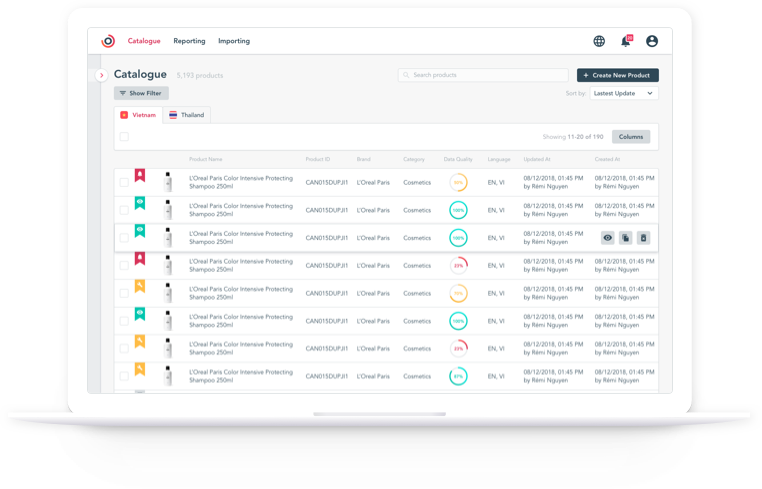 Catalogue Reporting Importing
Catalogue 5,193 products Search products + Create New Product
Show Filter Sort by: Lastest Update
Vietnam Thailand
Showing 11-20 of 190 Columns
Product Name Product ID Brand Category Data Quality Language Updated At Created At
L'Oreal Paris Color Intensive Protecting Shampoo 250ml CAN015DUPJI1 L'Oreal Paris Cosmetics EN, VI 08/12/2018, 01:45 PM by Rémi Nguyen 08/12/2018, 01:45 PM by Rémi Nguyen
L'Oreal Paris Color Intensive Protecting Shampoo 250ml CAN015DUPJI1 L'Oreal Paris Cosmetics 100% EN, VI 08/12/2018, 01:45 PM by Rémi Nguyen 08/12/2018, 01:45 PM by Rémi Nguyen
L'Oreal Paris Color Intensive Protecting Shampoo 250ml CAN015DUPJI1 L'Oreal Paris Cosmetics 100% EN, VI 08/12/2018, 01:45 PM by Rémi Nguyen
L'Oreal Paris Color Intensive Protecting Shampoo 250ml CAN015DUPJI1 L'Oreal Paris Cosmetics EN, VI 08/12/2018, 01:45 PM by Rémi Nguyen 08/12/2018, 01:45 PM by Rémi Nguyen
L'Oreal Paris Color Intensive Protecting Shampoo 250ml CAN015DUPJI1 L'Oreal Paris Cosmetics EN, VI 08/12/2018, 01:45 PM by Rémi Nguyen 08/12/2018, 01:45 PM by Rémi Nguyen
L'Oreal Paris Color Intensive Protecting Shampoo 250ml CAN015DUPJI1 L'Oreal Paris Cosmetics 100% EN, VI 08/12/2018, 01:45 PM by Rémi Nguyen 08/12/2018, 01:45 PM by Rémi Nguyen
L'Oreal Paris Color Intensive Protecting Shampoo 250ml CAN015DUPJI1 L'Oreal Paris Cosmetics EN, VI 08/12/2018, 01:45 PM by Rémi Nguyen 08/12/2018, 01:45 PM by Rémi Nguyen
L'Oreal Paris Color Intensive Protecting Shampoo 250ml CAN015DUPJI1 L'Oreal Paris Cosmetics 87% EN, VI 08/12/2018, 01:45 PM by Rémi Nguyen 08/12/2018, 01:45 PM by Rémi Nguyen